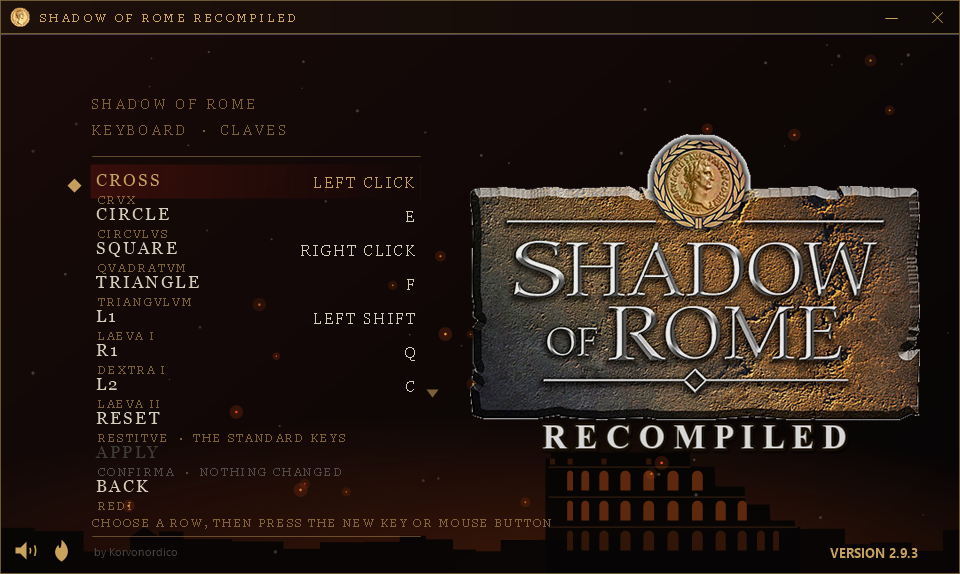 SHADOW OF ROME RECOMPILED
SHADOW OF ROME
KEYBOARD · CLAVES
CROSS LEFT CLICK
CRVX
CIRCLE E
CIRCVLVS
SQUARE RIGHT CLICK
QVADRATVM
TRIANGLE F
TRIANGVLVM
L1 LEFT SHIFT
LAEVA I
R1 Q
DEXTRA I
L2 C
LAEVA II
RESET
RESTITVE · THE STANDARD KEYS
APPLY
CONFIRMA · NOTHING CHANGED
BACK
REDI
CHOOSE A ROW, THEN PRESS THE NEW KEY OR MOUSE BUTTON
by Korvonordico
SHADOW
OF ROME
RECOMPILED
VERSION 2.9.3